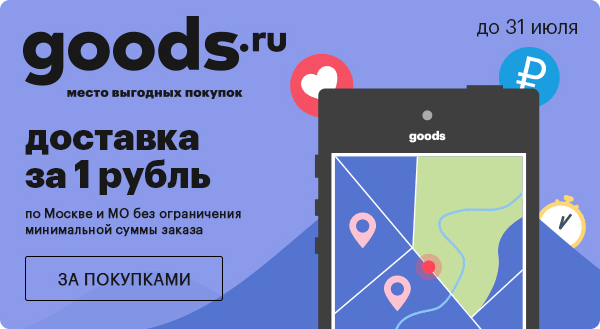 goods.ru
место выгодных покупок
до 31 июля
доставка
за 1 рубль
по Москве и МО без ограничения
минимальной суммы заказа
ЗА ПОКУПКАМИ
₽
goods